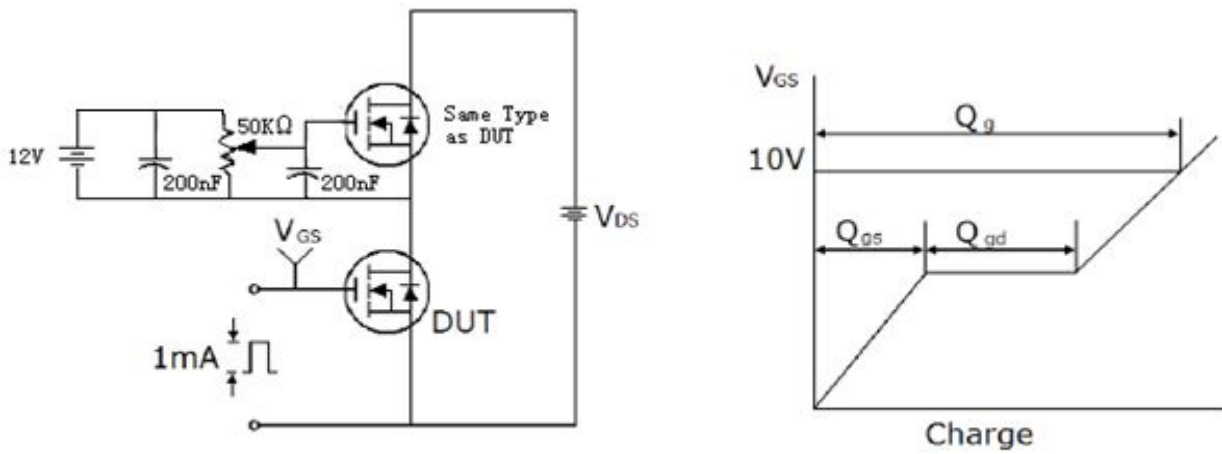 12V
200nF
50KΩ
200nF
Same Type
as DUT
VDS
VGS
DUT
1mA
VGS
10V
Qg
Qgs
Qgd
Charge